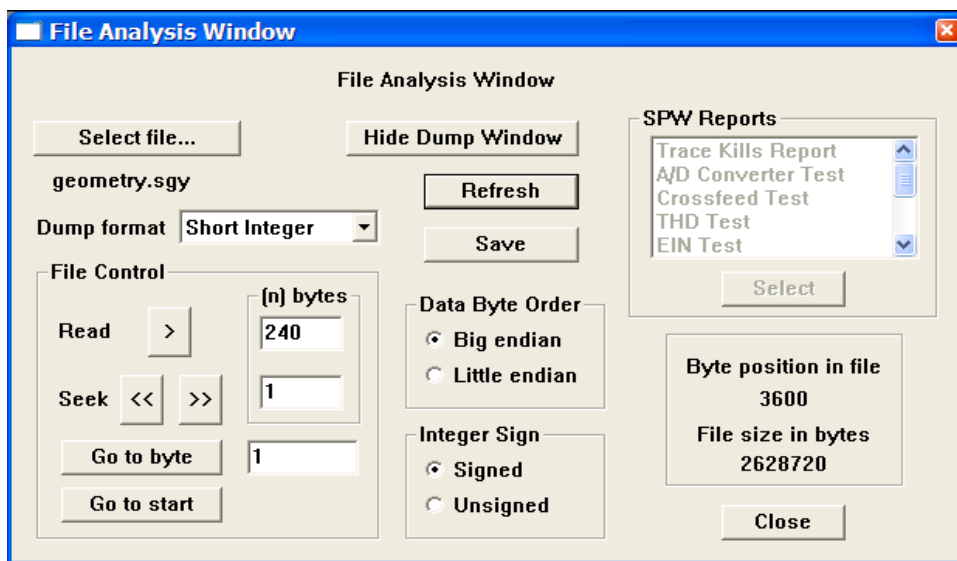 File Analysis Window
File Analysis Window
Select file...
Hide Dump Window
geometry.sgy
Refresh
Dump format Short Integer
Save
File Control
(n) bytes
Read > 240
Seek << >> 1
Go to byte 1
Go to start
Data Byte Order
Big endian
Little endian
Integer Sign
Signed
Unsigned
SPW Reports
Trace Kills Report
A/D Converter Test
Crossfeed Test
THD Test
EIN Test
Select
Byte position in file
3600
File size in bytes
2628720
Close